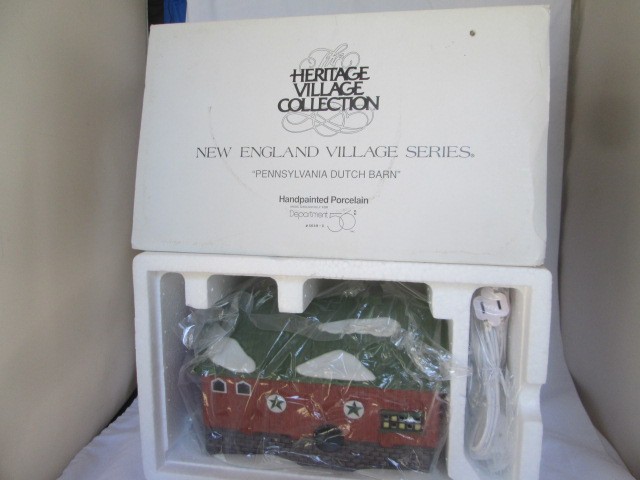 The
HERITAGE
VILLAGE
COLLECTION
NEW ENGLAND VILLAGE SERIES®
"PENNSYLVANIA DUTCH BARN"
Handpainted Porcelain
Department 56